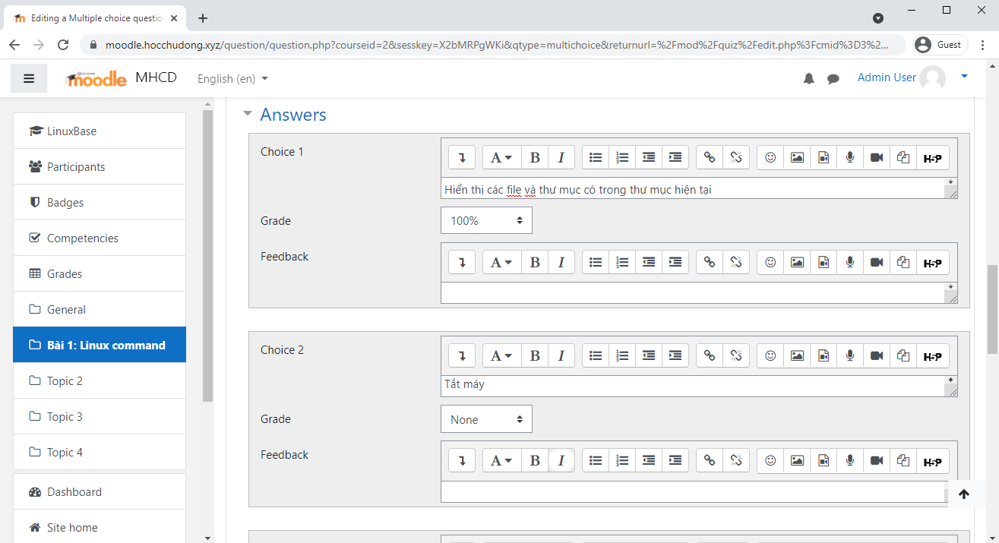 Editing a Multiple choice questio
moodle.hocchudong.xyz/question/question.php?courseid=2&sesskey=X2bMRPgWKi&qtype=multichoice&returnurl=%2Fmod%2Fquiz%2Fedit.php%3Fcmid%3D3%2...
Guest
moodle MHCD English (en)
Admin User
LinuxBase
Participants
Badges
Competencies
Grades
General
Bài 1: Linux command
Topic 2
Topic 3
Topic 4
Dashboard
Site home
Answers
Choice 1
A B I H5P
Hiển thị các file và thư mục có trong thư mục hiện tại
Grade
100%
Feedback
A B I H5P
Choice 2
A B I H5P
Tắt máy
Grade
None
Feedback
A B I H5P